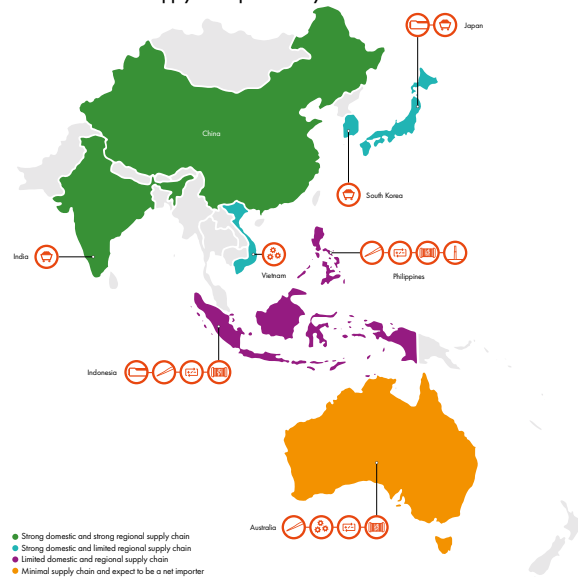 Japan
China
South Korea
India
Vietnam
Philippines
Indonesia
Australia
Strong domestic and strong regional supply chain
Strong domestic and limited regional supply chain
Limited domestic and regional supply chain
Minimal supply chain and expect to be a net importer